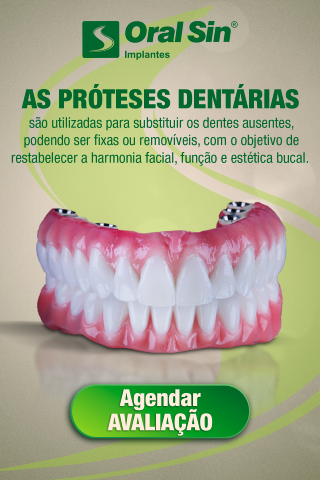 Oral Sin®
Implantes
AS PRÓTESES DENTÁRIAS
são utilizadas para substituir os dentes ausentes,
podendo ser fixas ou removíveis, com o objetivo de
restabelecer a harmonia facial, função e estética bucal.
Agendar
AVALIAÇÃO